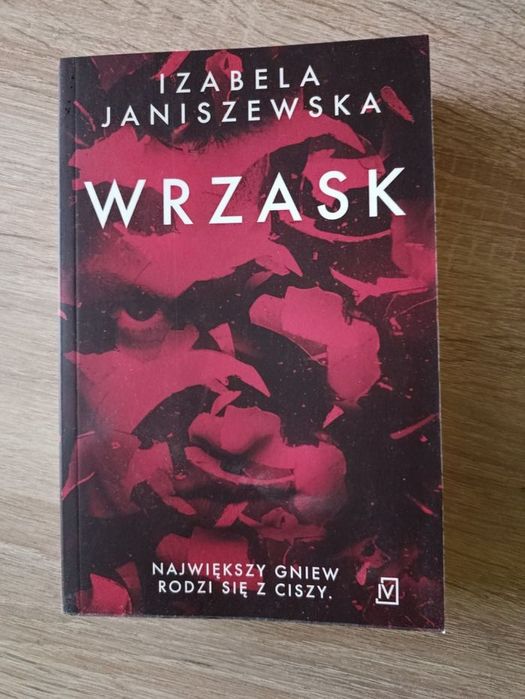 IZABELA
JANISZEWSKA
WRZASK
NAJWIĘKSZY GNIEW
RODZI SIĘ Z CISZY.